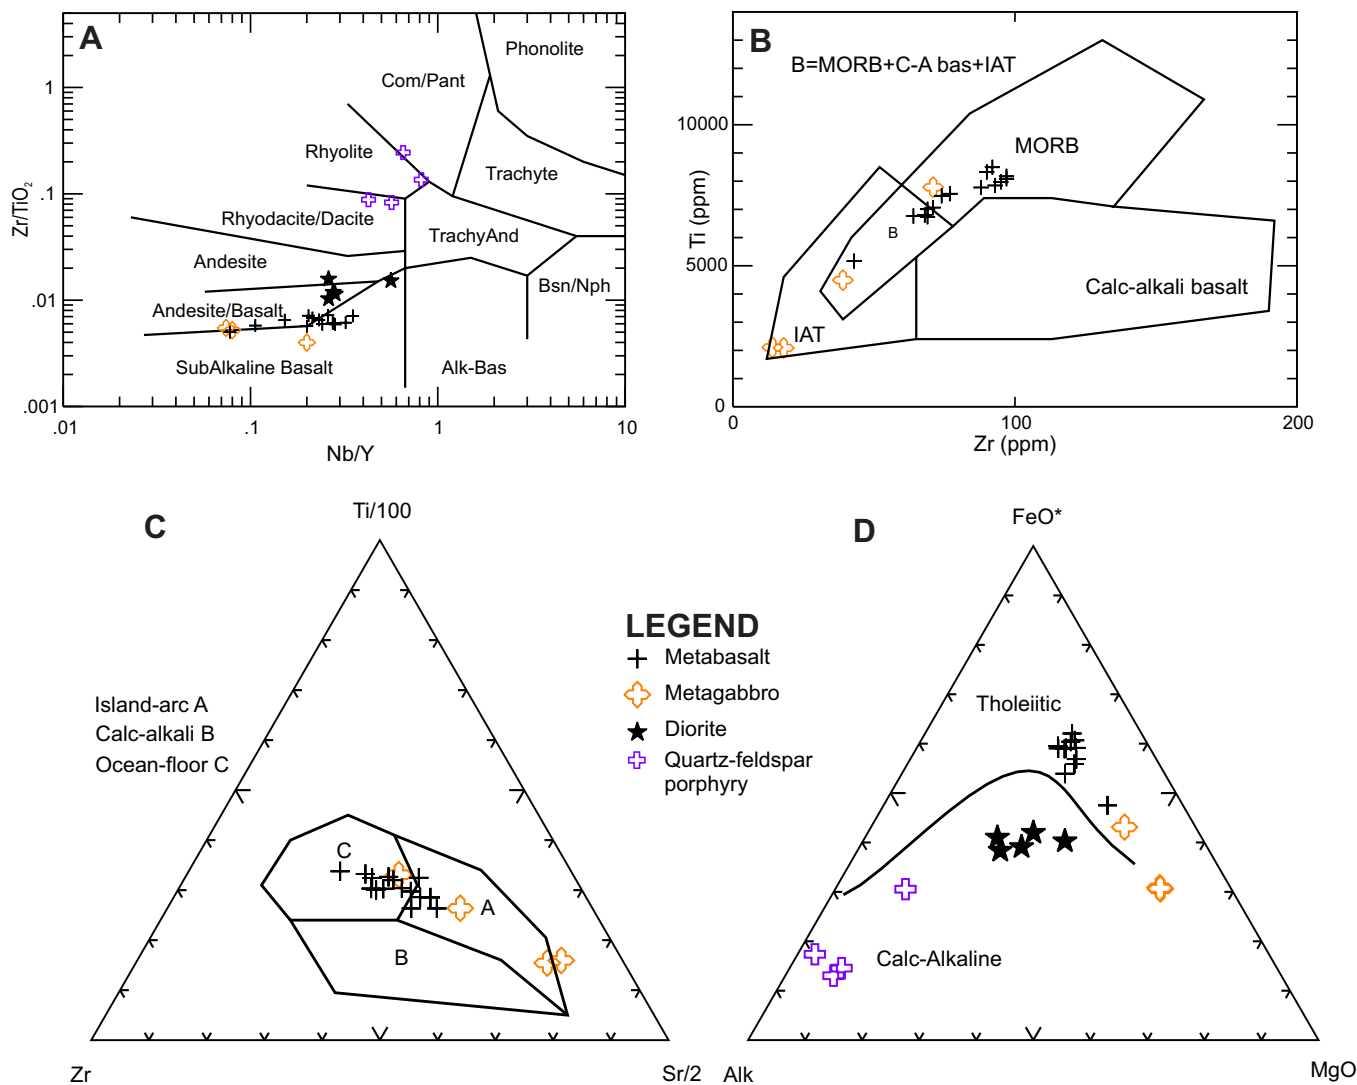 A
Phonolite
Com/Pant
1
Rhyolite
Trachyte
.1
Zr/TiO2
Rhyodacite/Dacite
TrachyAnd
Andesite
Bsn/Nph
.01
Andesite/Basalt
SubAlkaline Basalt
Alk-Bas
.001
.01
.1
1
10
Nb/Y
B
B=MORB+C-A bas+IAT
10000
MORB
Ti (ppm)
B
5000
Calc-alkali basalt
IAT
0
0
100
200
Zr (ppm)
C
Ti/100
Island-arc A
Calc-alkali B
Ocean-floor C
C
A
B
Zr
Sr/2
LEGEND
Metabasalt
Metagabbro
Diorite
Quartz-feldspar
porphyry
D
FeO*
Tholeiitic
Calc-Alkaline
Alk
MgO